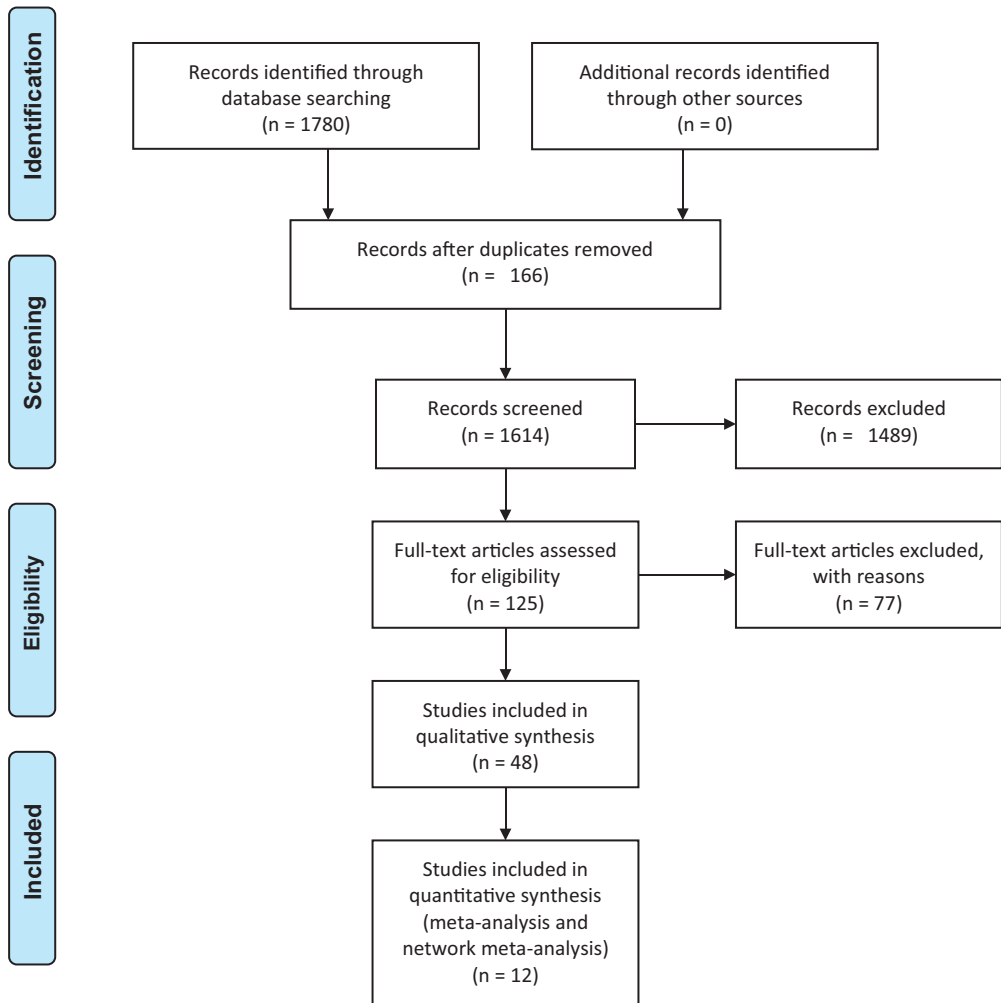 Identification
Records identified through
database searching
(n = 1780)
Additional records identified
through other sources
(n = 0)
Records after duplicates removed
(n = 166)
Screening
Records screened
(n = 1614)
Records excluded
(n = 1489)
Eligibility
Full-text articles assessed
for eligibility
(n = 125)
Full-text articles excluded,
with reasons
(n = 77)
Studies included in
qualitative synthesis
(n = 48)
Included
Studies included in
quantitative synthesis
(meta-analysis and
network meta-analysis)
(n = 12)